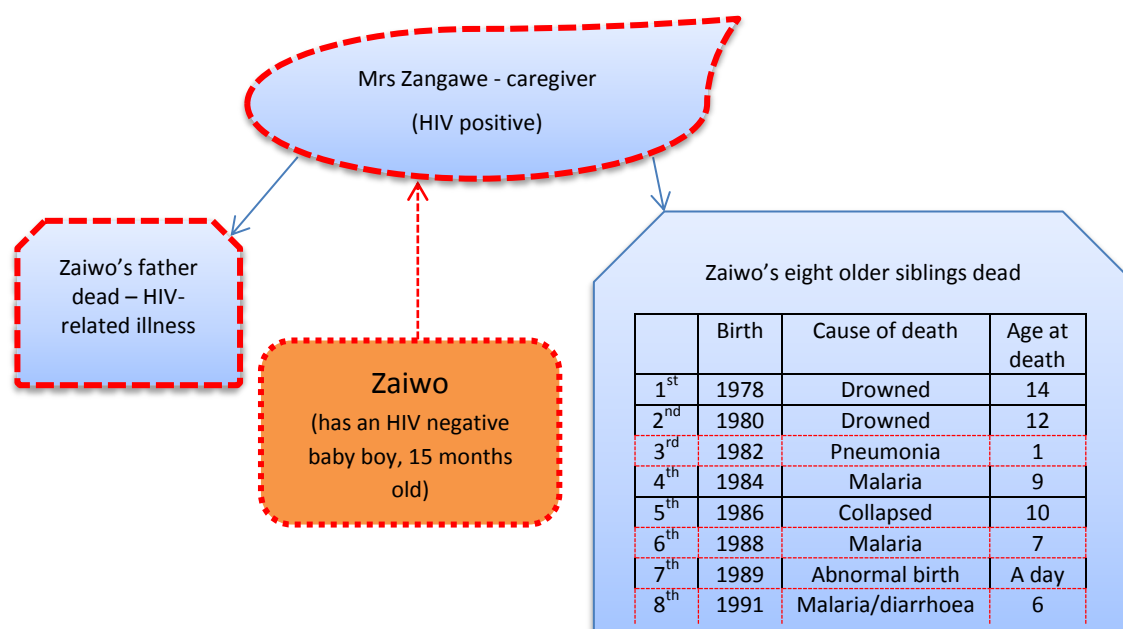 Mrs Zangawe - caregiver
(HIV positive)
Zaiwo's father
dead – HIV-
related illness
Zaiwo
(has an HIV negative
baby boy, 15 months
old)
Zaiwo's eight older siblings dead
Birth Cause of death Age at
death
1st 1978 Drowned 14
2nd 1980 Drowned 12
3rd 1982 Pneumonia 1
4th 1984 Malaria 9
5th 1986 Collapsed 10
6th 1988 Malaria 7
7th 1989 Abnormal birth A day
8th 1991 Malaria/diarrhoea 6